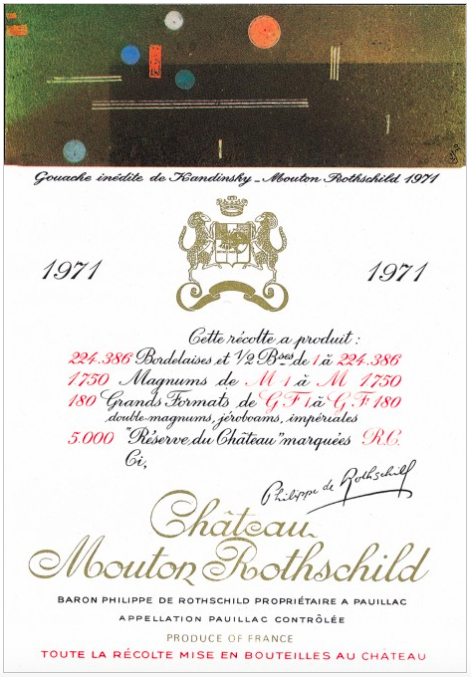 Gouache inédite de Kandinsky - Mouton Rothschild 1971
1971
1971
Cette récolte a produit :
224.386 Bordelaises et 1/2 Bses de 1 à 224.386
1750 Magnums de M 1 à M 1750
180 Grands Formats de G F 1 à G F 180
double-magnums, jéroboams, impériales
5.000 "Réserve du Château" marquées R.C.
Ci,
Philippe de Rothschild
Château
Mouton Rothschild
BARON PHILIPPE DE ROTHSCHILD PROPRIÉTAIRE A PAUILLAC
APPELLATION PAUILLAC CONTRÔLÉE
PRODUCE OF FRANCE
TOUTE LA RÉCOLTE MISE EN BOUTEILLES AU CHÂTEAU